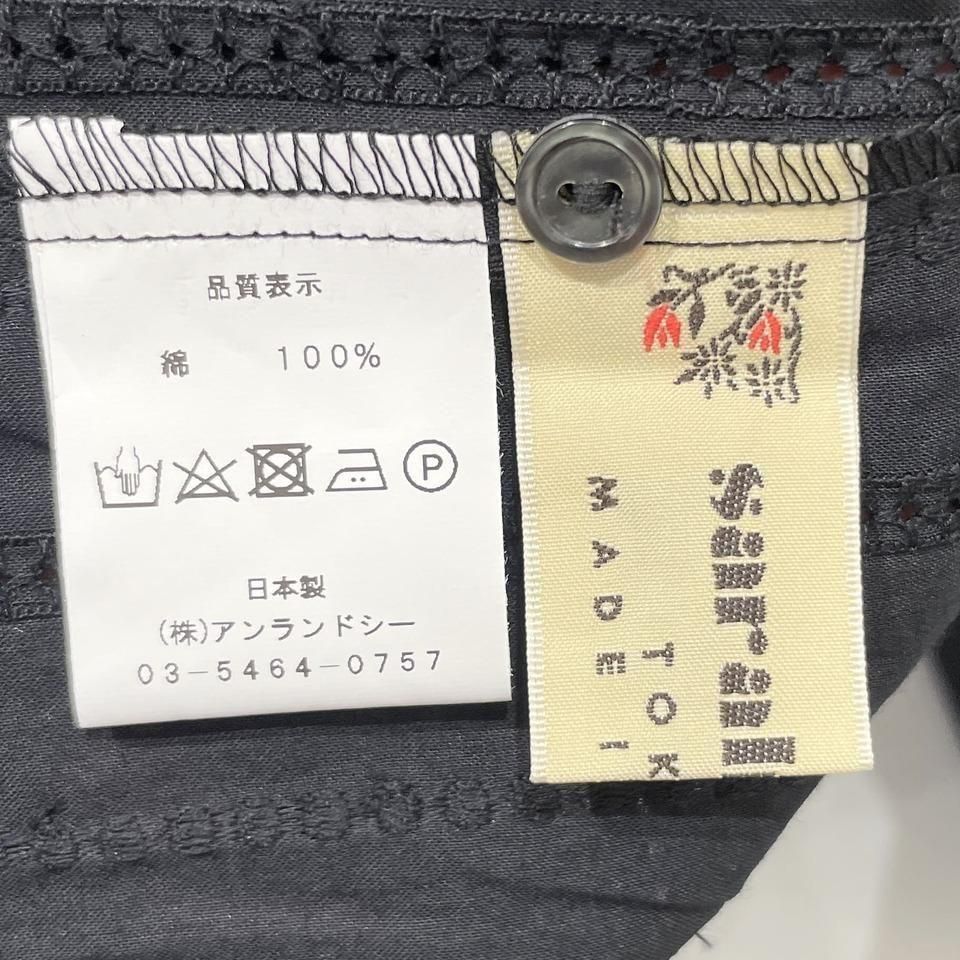 品質表示
綿 100%
P
日本製
(株)アンランドシー
03-5464-0757
TOK
MADE I